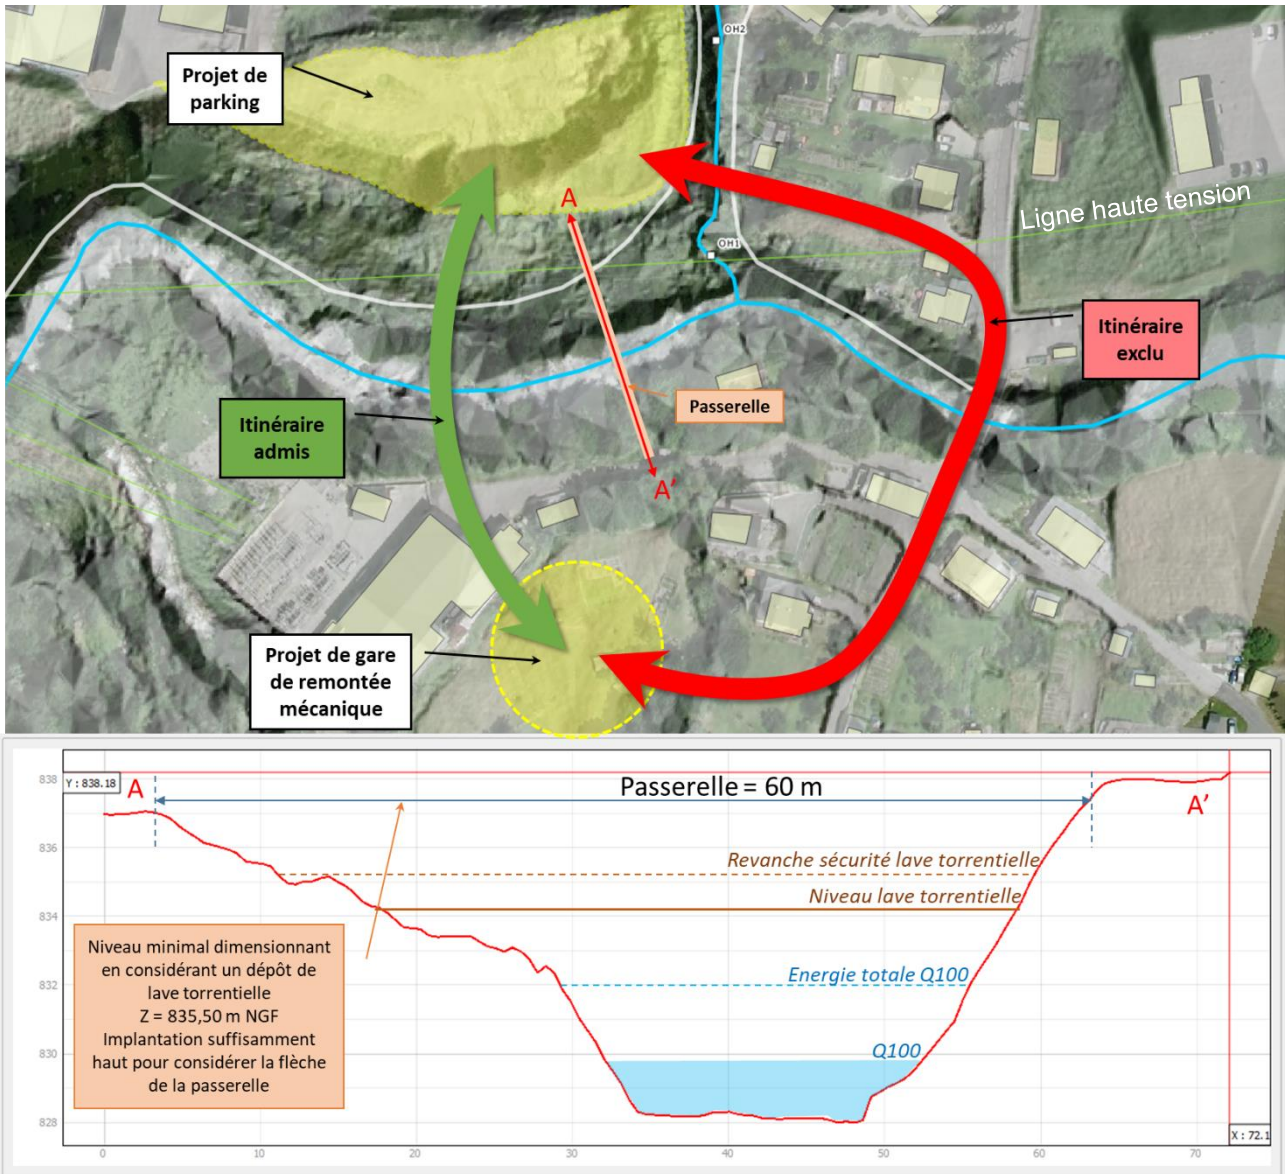 OH2
Projet de
parking
A
Ligne haute tension
OH1
Itinéraire
exclu
Passerelle
Itinéraire
admis
A'
Projet de gare
de remontée
mécanique
838
Y : 838.18
A
Passerelle = 60 m
A'
836
Revanche sécurité lave torrentielle
Niveau lave torrentielle
834
Niveau minimal dimensionnant
en considérant un dépôt de
lave torrentielle
Z = 835,50 m NGF
Implantation suffisamment
haut pour considérer la flèche
de la passerelle
Energie totale Q100
832
Q100
830
828
X : 72.1
0
10
20
30
40
50
60
70